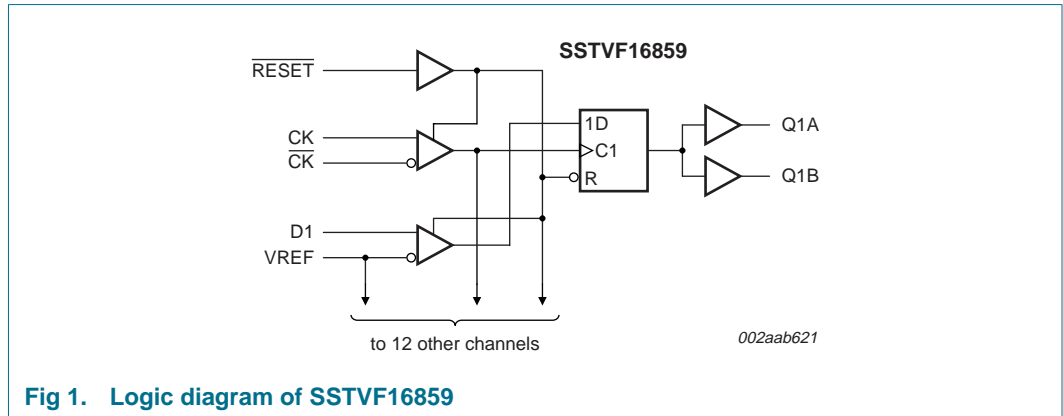 SSTVF16859
RESET
CK
CK
D1
VREF
1D
C1
R
Q1A
Q1B
to 12 other channels
002aab621
Fig 1. Logic diagram of SSTVF16859